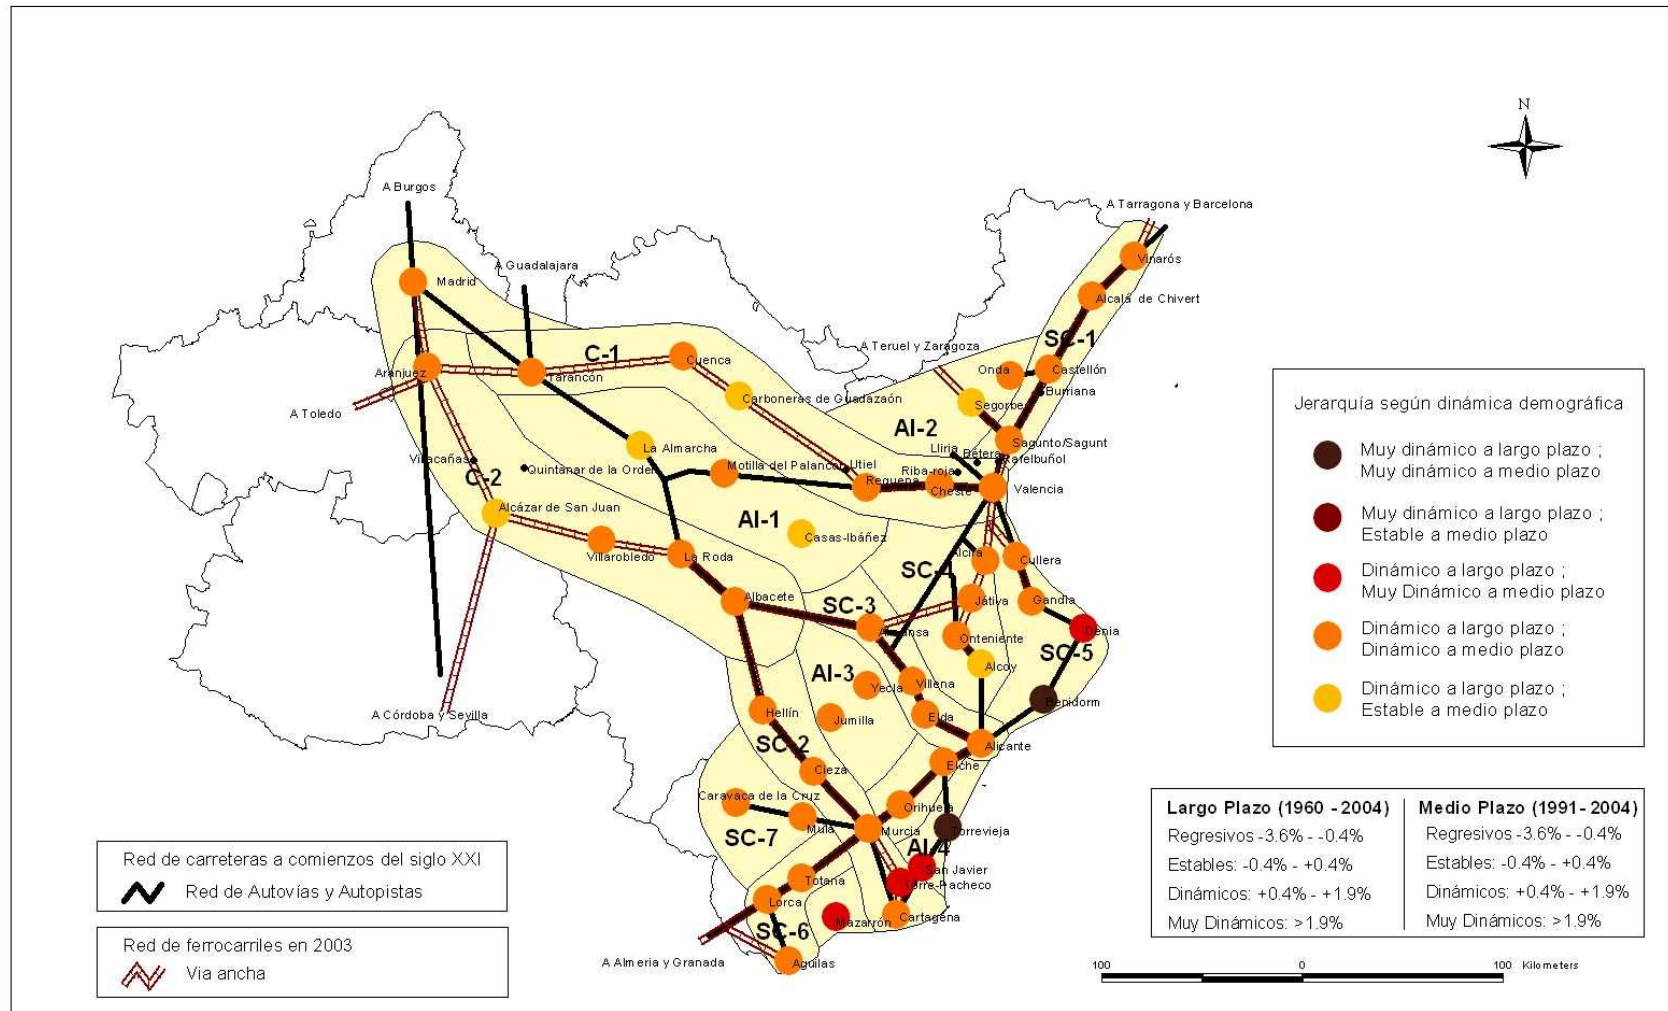 N
A Burgos
A Tarragona y Barcelona
A Guadalajara
Vinarós
Madrid
Alcalá de Chivert
SC-1
A Teruel y Zaragoza
C-1
Cuenca
Aranjuez
Tarancón
Onda
Castellón
Burriana
A Toledo
Carboneras de Guadazaón
Segorbe
AI-2
Sagunto/Sagunt
La Almarcha
Lliria
Bétera
Rafelbuñol
Villacañas
Quintanar de la Orden
Motilla del Palancar
Utiel
Riba-roja
C-2
Requena
Cheste
Valencia
Alcázar de San Juan
AI-1
Casas-Ibáñez
Villarobledo
La Roda
Alcira
Cullera
SC-4
Albacete
SC-3
Játiva
Gandia
Almansa
Onteniente
Denia
SC-5
Alcoy
AI-3
Yecla
Villena
Benidorm
A Córdoba y Sevilla
Hellín
Jumilla
Elda
SC-2
Alicante
Cieza
Elche
Caravaca de la Cruz
Orihuela
Mula
Murcia
Torrevieja
SC-7
AI-4
San Javier
Totana
Torre-Pacheco
Lorca
Mazarrón
Cartagena
SC-6
A Almeria y Granada
Aguilas
Jerarquía según dinámica demográfica
Muy dinámico a largo plazo ;
Muy dinámico a medio plazo
Muy dinámico a largo plazo ;
Estable a medio plazo
Dinámico a largo plazo ;
Muy Dinámico a medio plazo
Dinámico a largo plazo ;
Dinámico a medio plazo
Dinámico a largo plazo ;
Estable a medio plazo
Largo Plazo (1960 - 2004)
Regresivos -3.6% - -0.4%
Estables: -0.4% - +0.4%
Dinámicos: +0.4% - +1.9%
Muy Dinámicos: >1.9%
Medio Plazo (1991- 2004)
Regresivos -3.6% - -0.4%
Estables: -0.4% - +0.4%
Dinámicos: +0.4% - +1.9%
Muy Dinámicos: >1.9%
Red de carreteras a comienzos del siglo XXI
Red de Autovías y Autopistas
Red de ferrocarriles en 2003
Via ancha
100 0 100 Kilometers